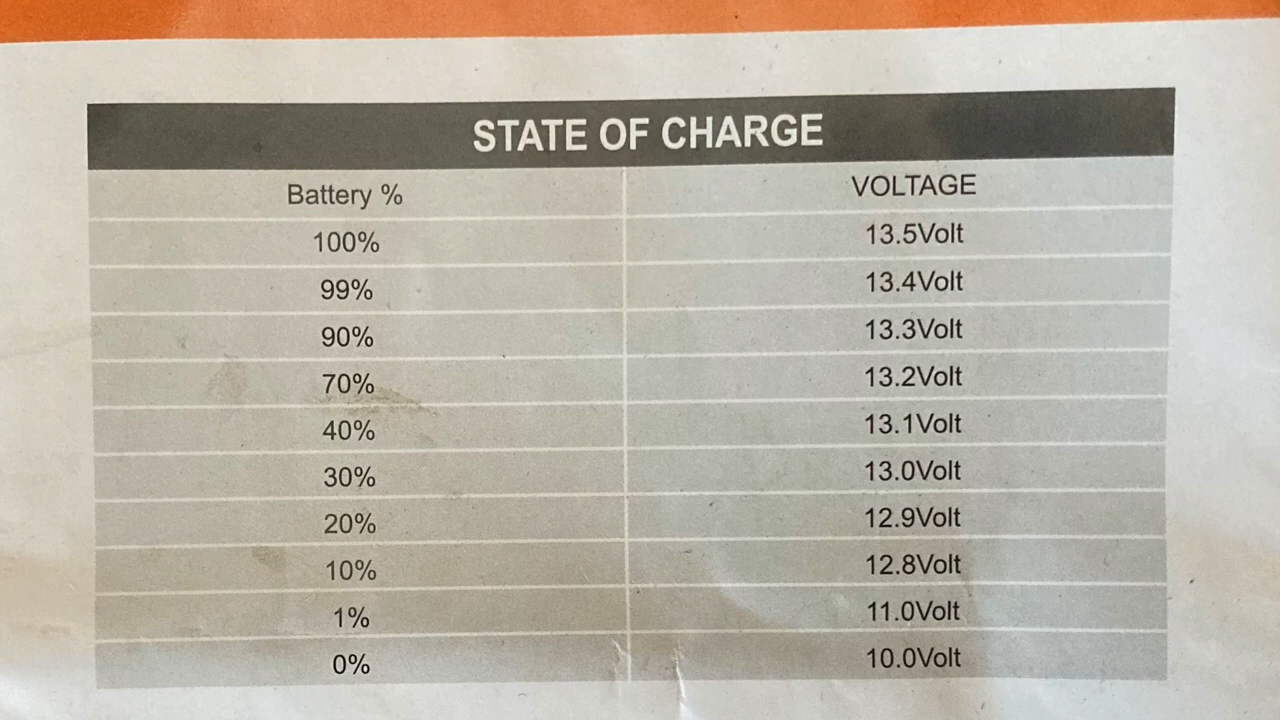 STATE OF CHARGE
Battery % VOLTAGE
100% 13.5Volt
99% 13.4Volt
90% 13.3Volt
70% 13.2Volt
40% 13.1Volt
30% 13.0Volt
20% 12.9Volt
10% 12.8Volt
1% 11.0Volt
0% 10.0Volt